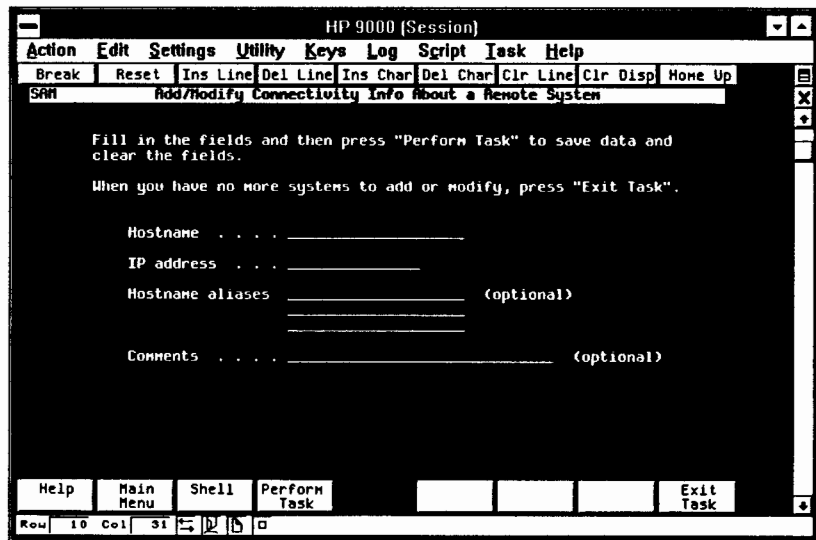 HP 9000 (Session)
Action Edit Settings Utility Keys Log Script Task Help
Break Reset Ins Line Del Line Ins Char Del Char Clr Line Clr Disp Home Up
SAM Add/Modify Connectivity Info About a Remote System
Fill in the fields and then press "Perform Task" to save data and
clear the fields.
When you have no more systems to add or modify, press "Exit Task".
Hostname . . . .
IP address . . .
Hostname aliases (optional)
Comments . . . . (optional)
Help Main Menu Shell Perform Task Exit Task
Row 10 Col 31